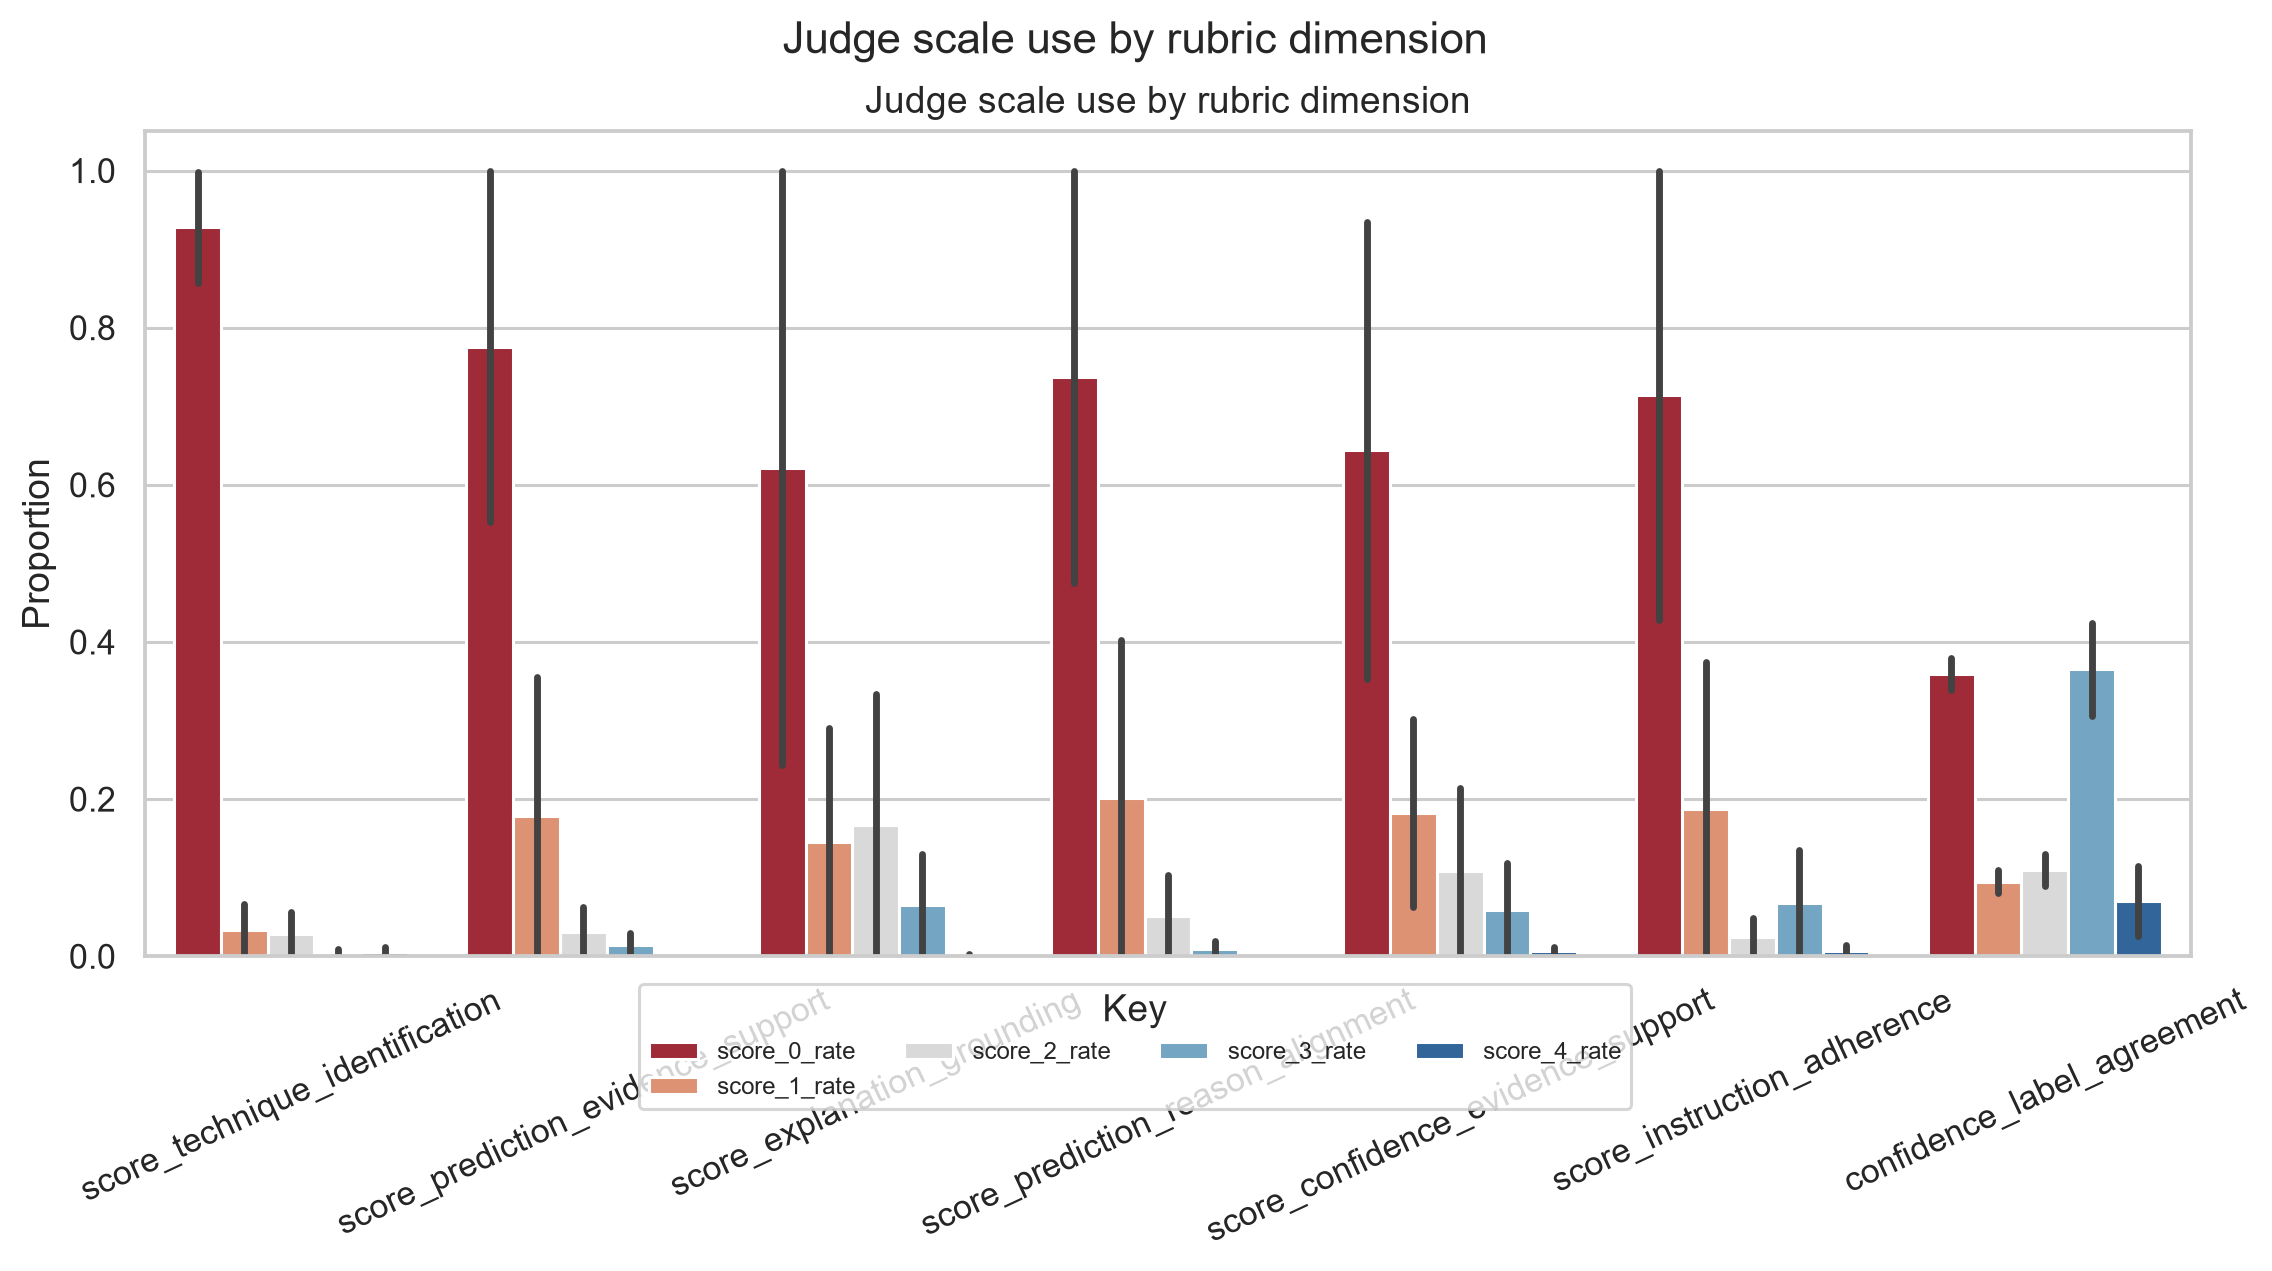 Judge scale use by rubric dimension
Judge scale use by rubric dimension
Proportion
1.0
0.8
0.6
0.4
0.2
0.0
score_technique_identification
score_prediction_evidence_support
score_explanation_grounding
score_prediction_reason_alignment
score_confidence_evidence_support
score_instruction_adherence
confidence_label_agreement
Key
score_0_rate
score_1_rate
score_2_rate
score_3_rate
score_4_rate